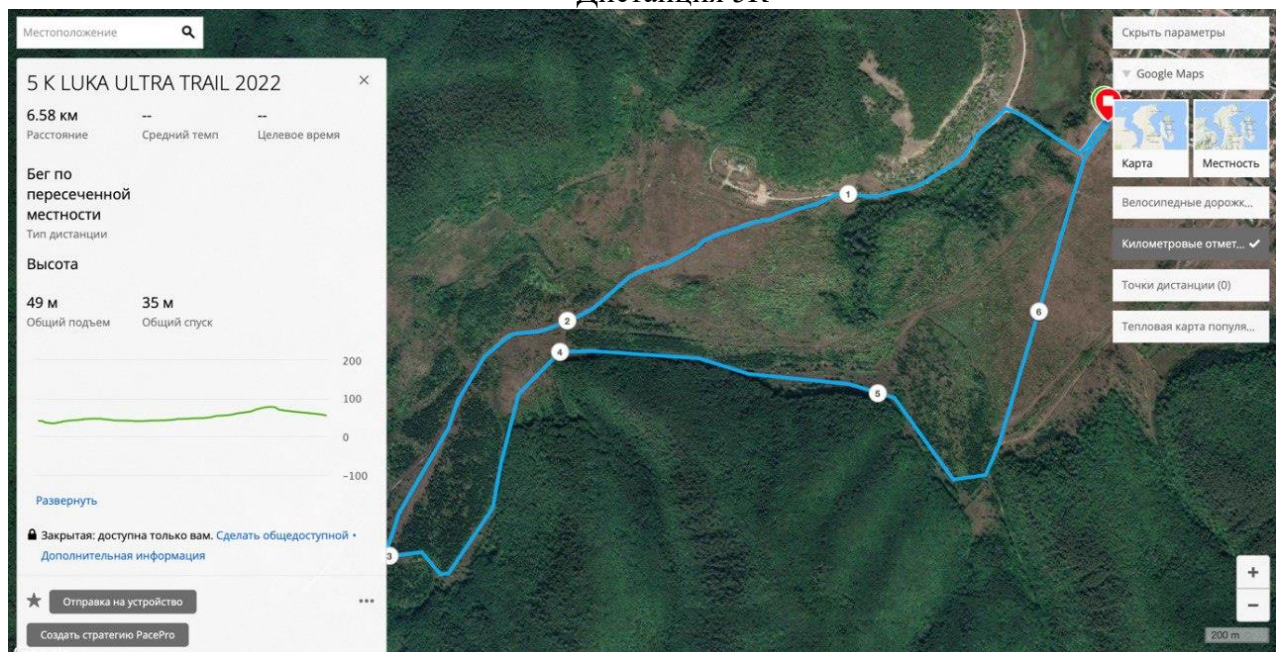 Дистанция 5К
Местоположение
5 K LUKA ULTRA TRAIL 2022
6.58 км
--
--
Расстояние
Средний темп
Целевое время
Бег по
пересеченной
местности
Тип дистанции
Высота
49 м
35 м
Общий подъем
Общий спуск
200
100
0
-100
Развернуть
Закрытая: доступна только вам. Сделать общедоступной •
Дополнительная информация
Отправка на устройство
Создать стратегию PacePro
1
2
3
4
5
6
Скрыть параметры
Google Maps
Карта
Местность
Велосипедные дорожк...
Километровые отмет...
Точки дистанции (0)
Тепловая карта популя...
+
−
200 m